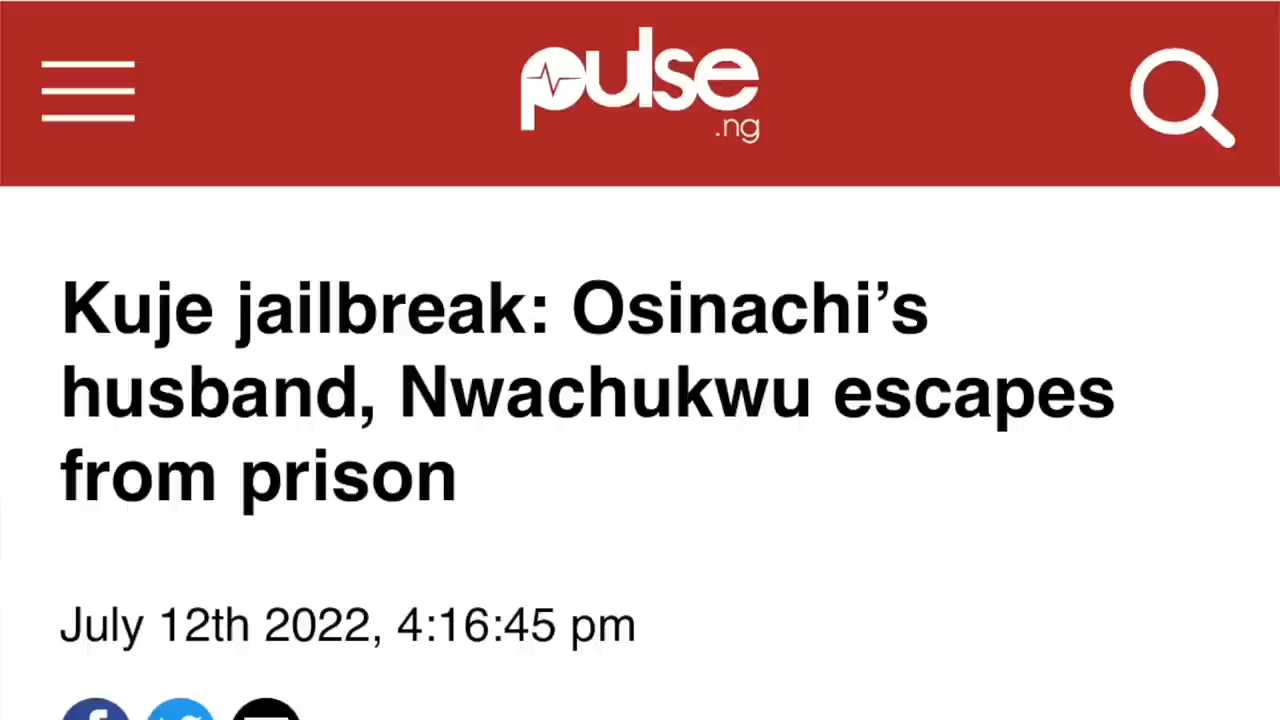 pulse
.ng
Kuje jailbreak: Osinachi’s
husband, Nwachukwu escapes
from prison
July 12th 2022, 4:16:45 pm